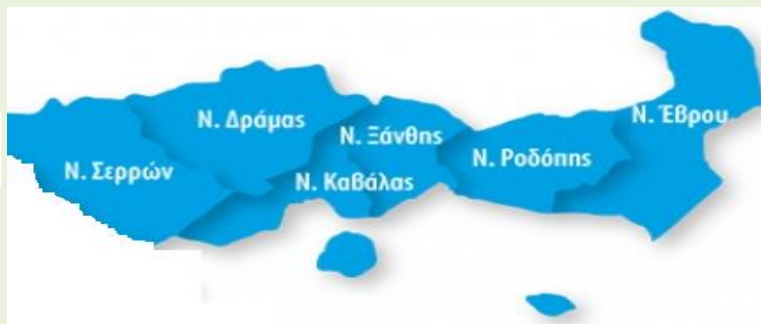 Ν. Έβρου
Ν. Δράμας
Ν. Ξάνθης
Ν. Ροδόπης
Ν. Σερρών
Ν. Καβάλας